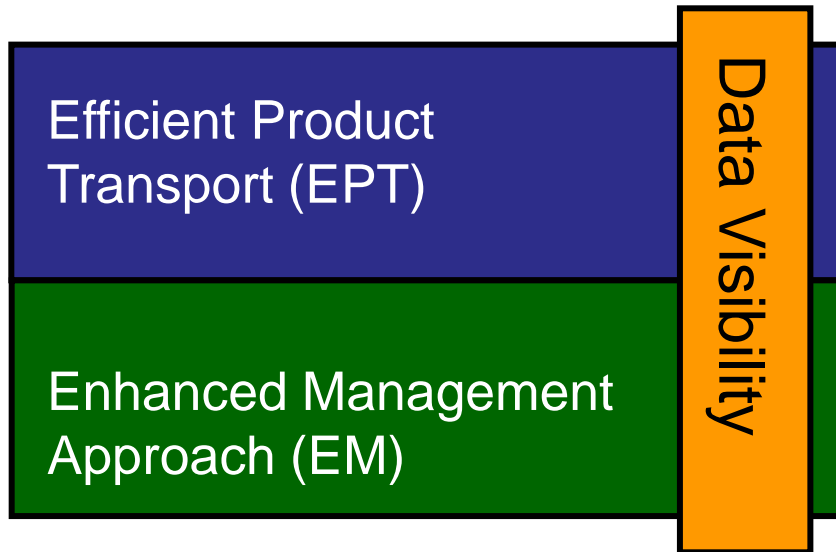 Efficient Product
Transport (EPT)
Data Visibility
Enhanced Management
Approach (EM)